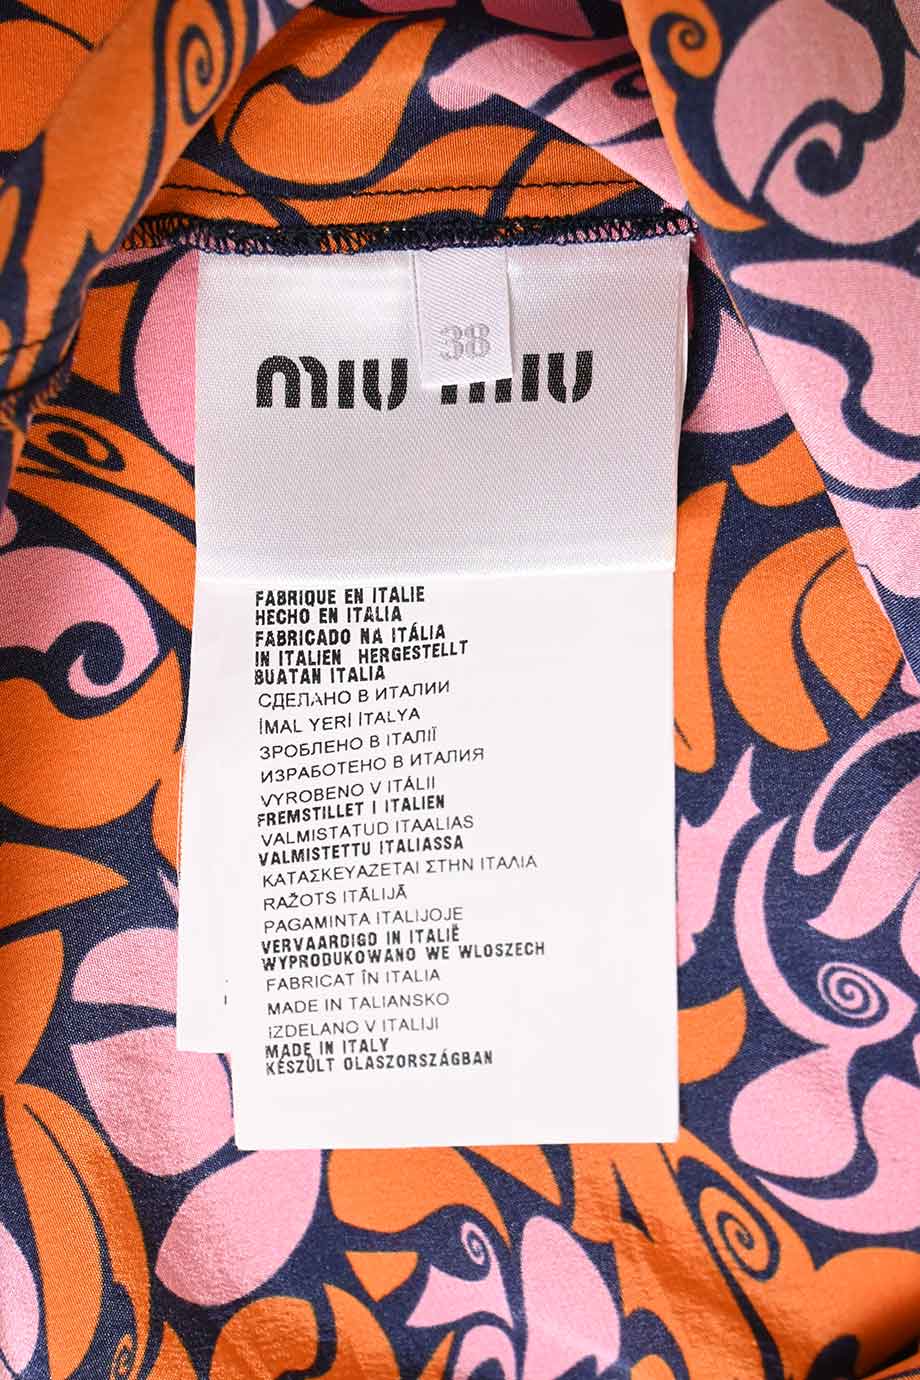 38
miu miu
FABRIQUE EN ITALIE
HECHO EN ITALIA
FABRICADO NA ITÁLIA
IN ITALIEN HERGESTELLT
BUATAN ITALIA
СДЕЛАНО В ИТАЛИИ
İMAL YERİ İTALYA
ЗРОБЛЕНО В ІТАЛІЇ
ИЗРАБОТЕНО В ИТАЛИЯ
VYROBENO V ITÁLII
FREMSTILLET I ITALIEN
VALMISTATUD ITAALIAS
VALMISTETTU ITALIASSA
ΚΑΤΑΣΚΕΥΑΖΕΤΑΙ ΣΤΗΝ ΙΤΑΛΙΑ
RAŽOTS ITĀLIJĀ
PAGAMINTA ITALIJOJE
VERVAARDIGD IN ITALIË
WYPRODUKOWANO WE WLOSZECH
FABRICAT ÎN ITALIA
MADE IN TALIANSKO
IZDELANO V ITALIJI
MADE IN ITALY
KÉSZÜLT OLASZORSZÁGBAN